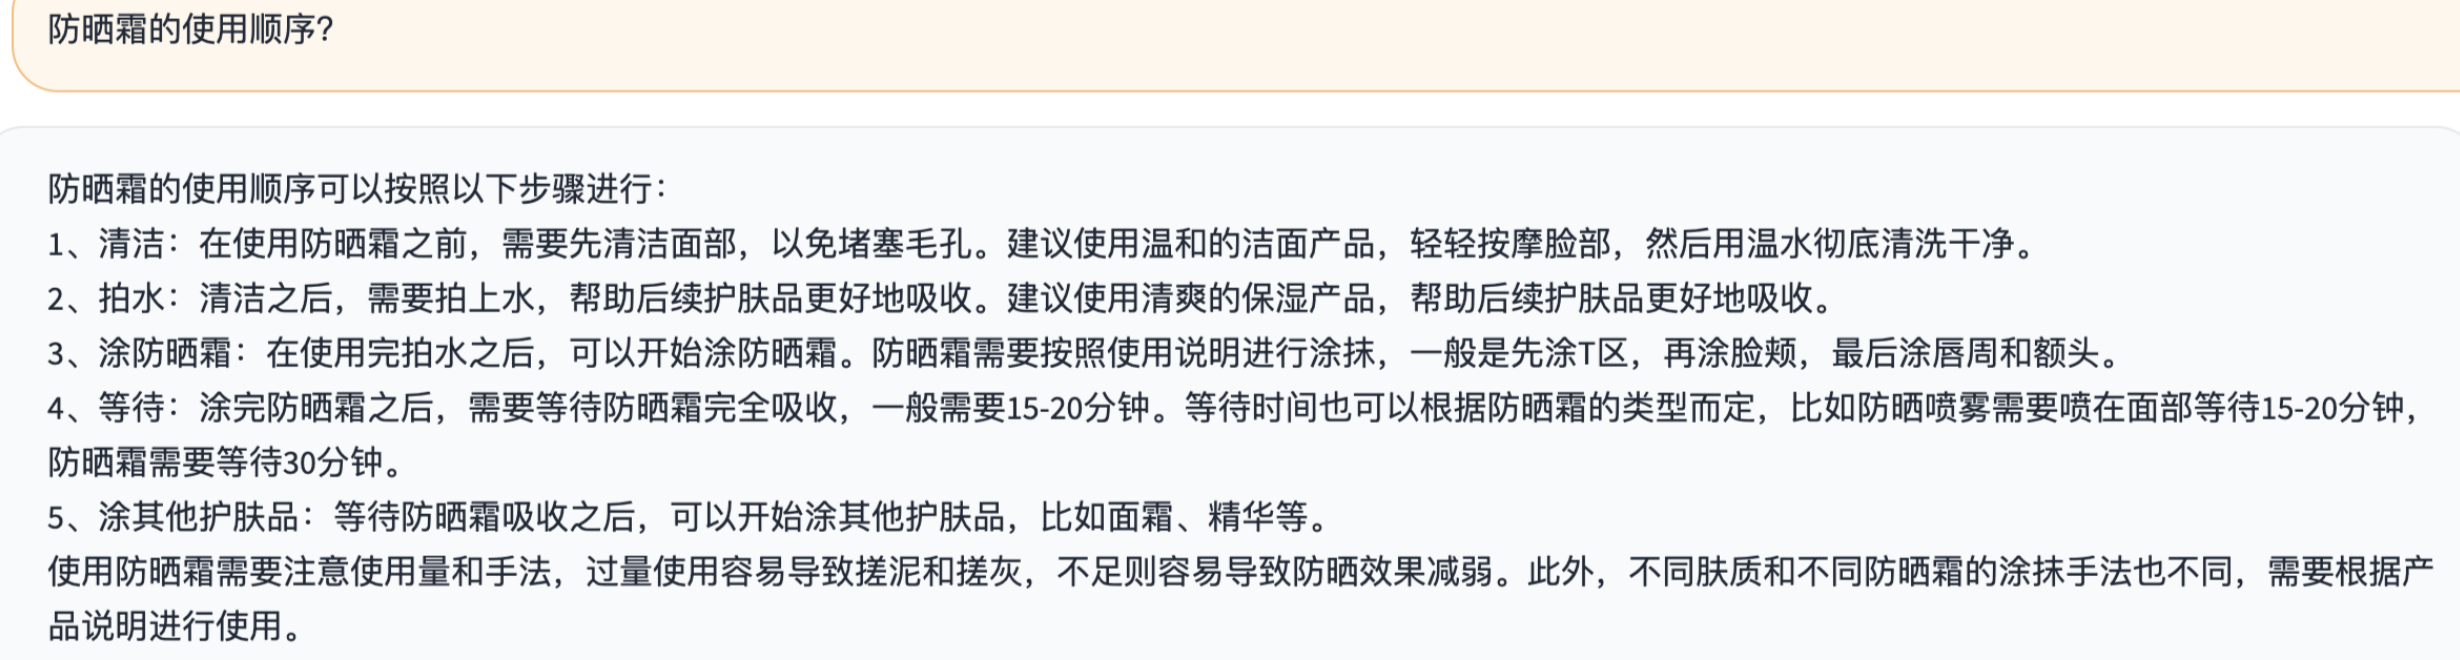 防晒霜的使用顺序?
防晒霜的使用顺序可以按照以下步骤进行：
1、清洁：在使用防晒霜之前，需要先清洁面部，以免堵塞毛孔。建议使用温和的洁面产品，轻轻按摩脸部，然后用温水彻底清洗干净。
2、拍水：清洁之后，需要拍上水，帮助后续护肤品更好地吸收。建议使用清爽的保湿产品，帮助后续护肤品更好地吸收。
3、涂防晒霜：在使用完拍水之后，可以开始涂防晒霜。防晒霜需要按照使用说明进行涂抹，一般是先涂T区，再涂脸颊，最后涂唇周和额头。
4、等待：涂完防晒霜之后，需要等待防晒霜完全吸收，一般需要15-20分钟。等待时间也可以根据防晒霜的类型而定，比如防晒喷雾需要喷在面部等待15-20分钟，
防晒霜需要等待30分钟。
5、涂其他护肤品：等待防晒霜吸收之后，可以开始涂其他护肤品，比如面霜、精华等。
使用防晒霜需要注意使用量和手法，过量使用容易导致搓泥和搓灰，不足则容易导致防晒效果减弱。此外，不同肤质和不同防晒霜的涂抹手法也不同，需要根据产
品说明进行使用。